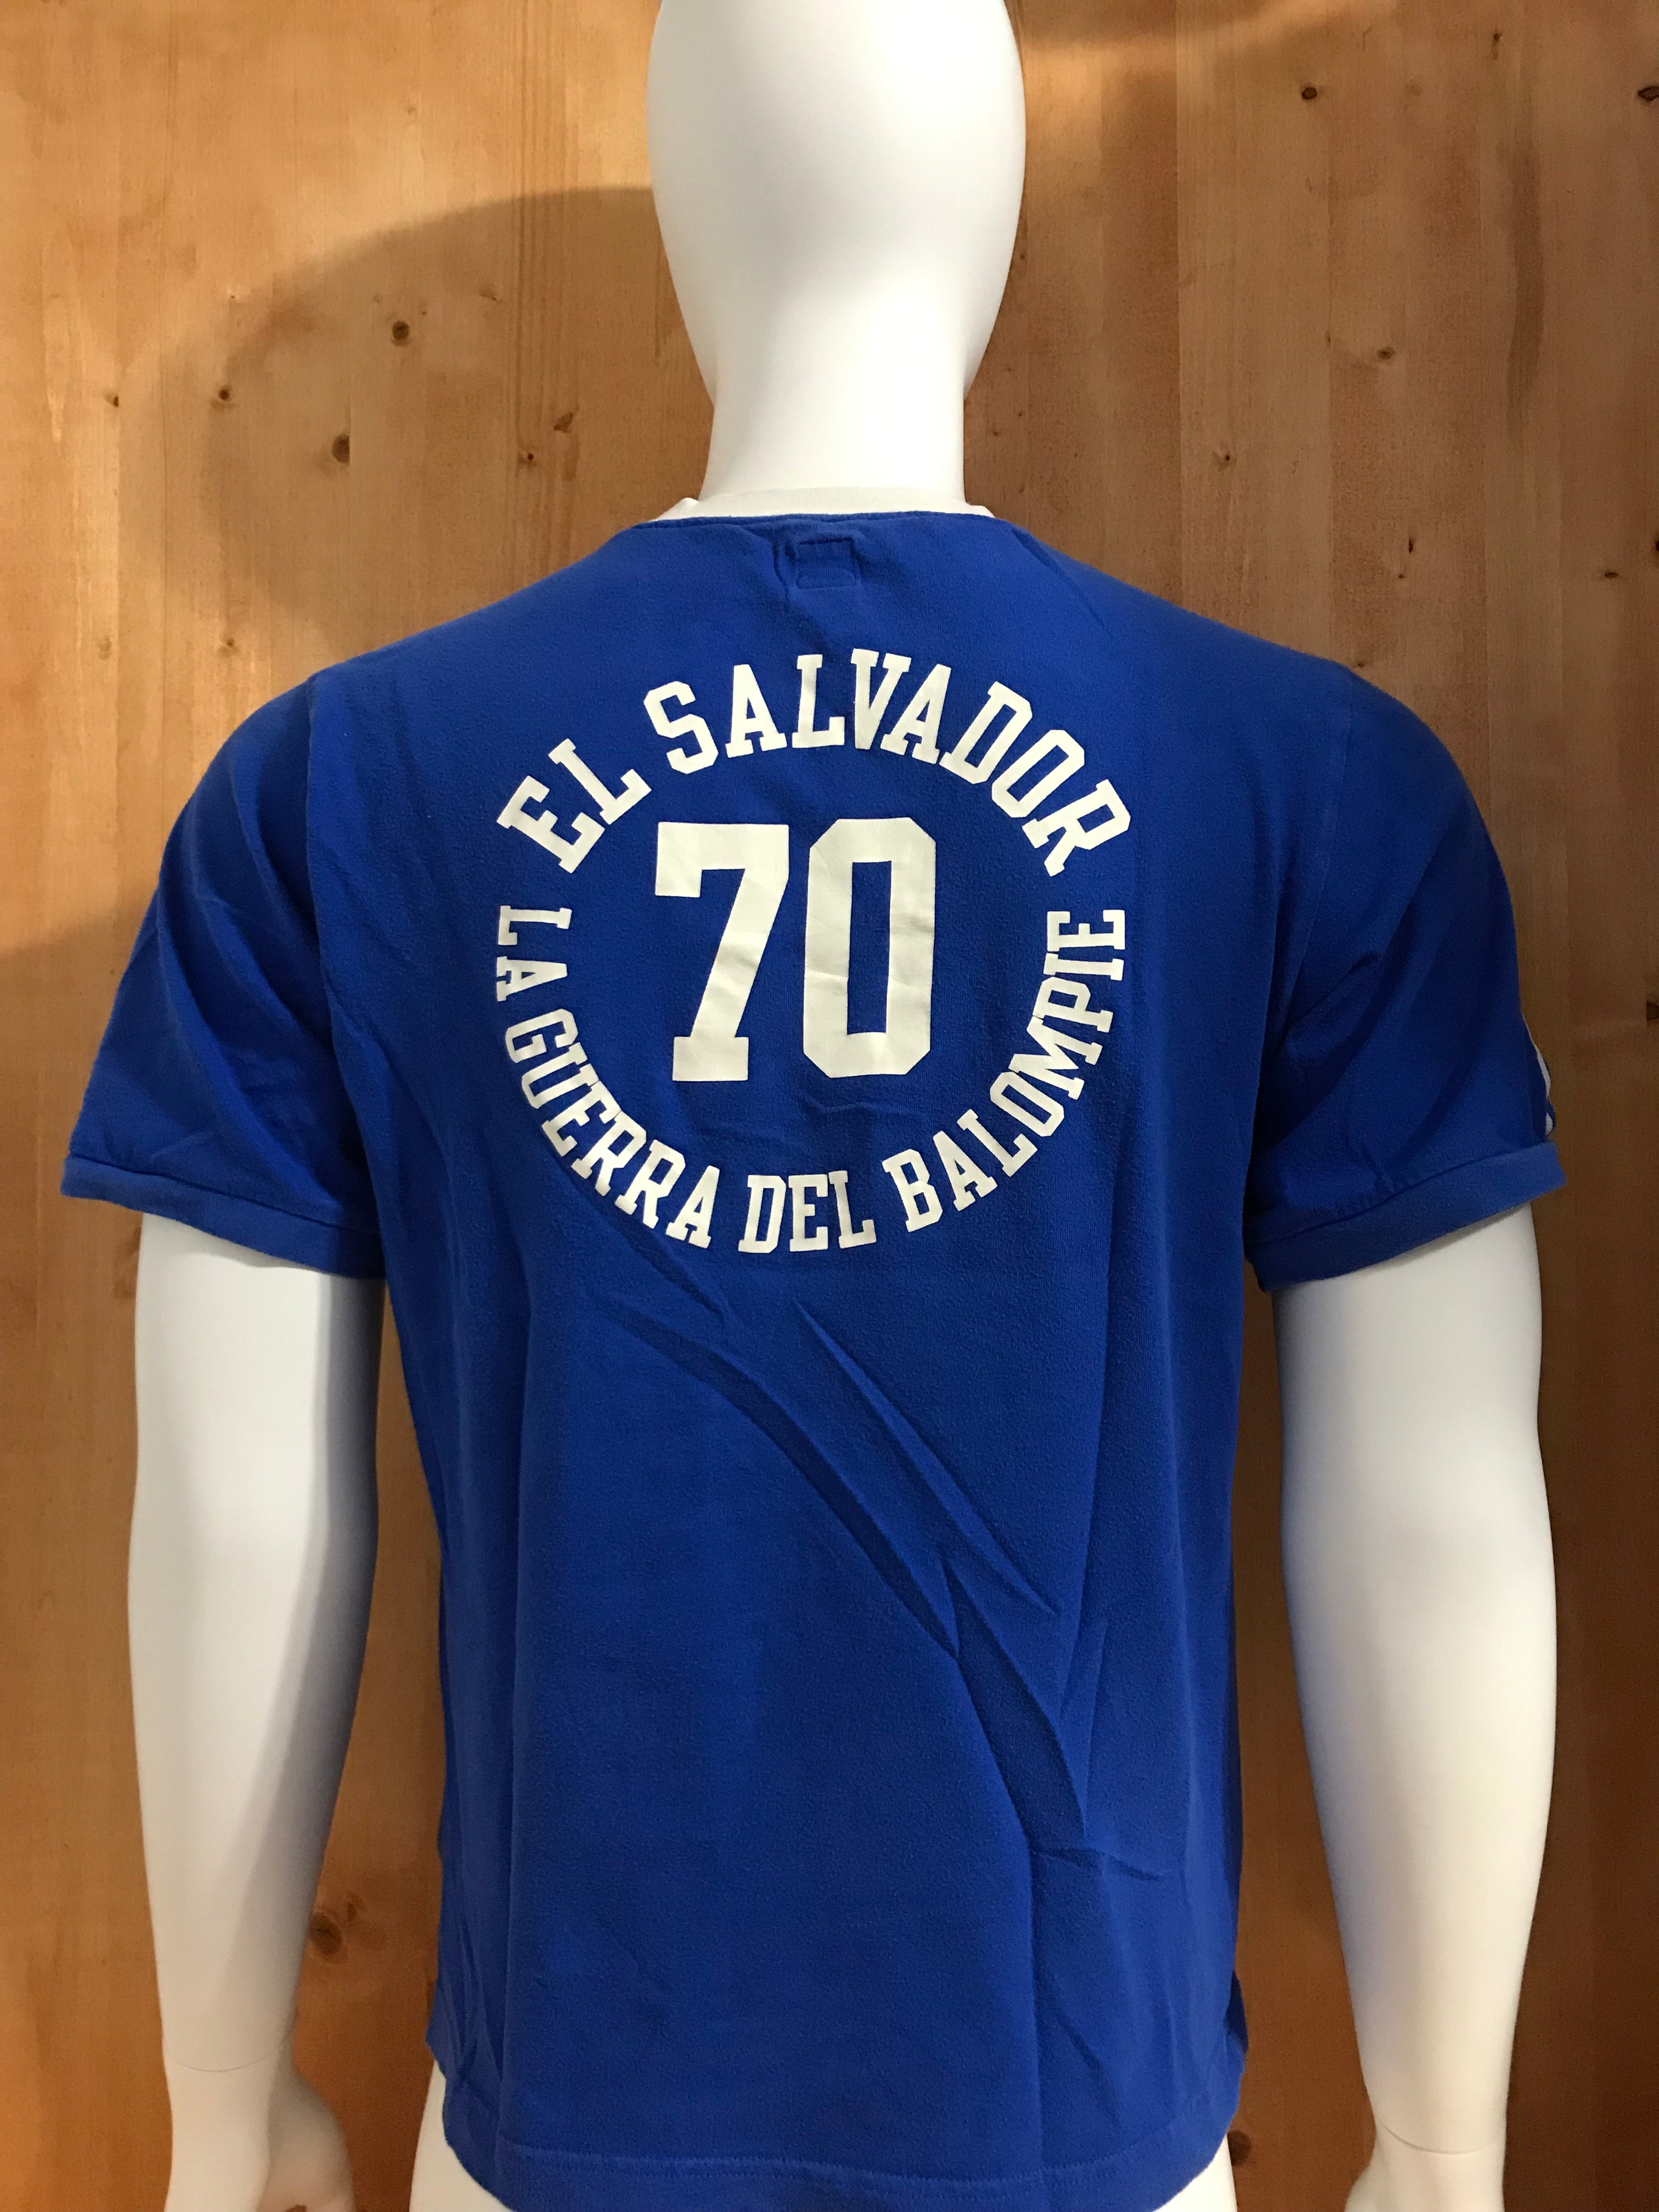 EL SALVADOR
70
LA GUERRA DEL BALOMPIE